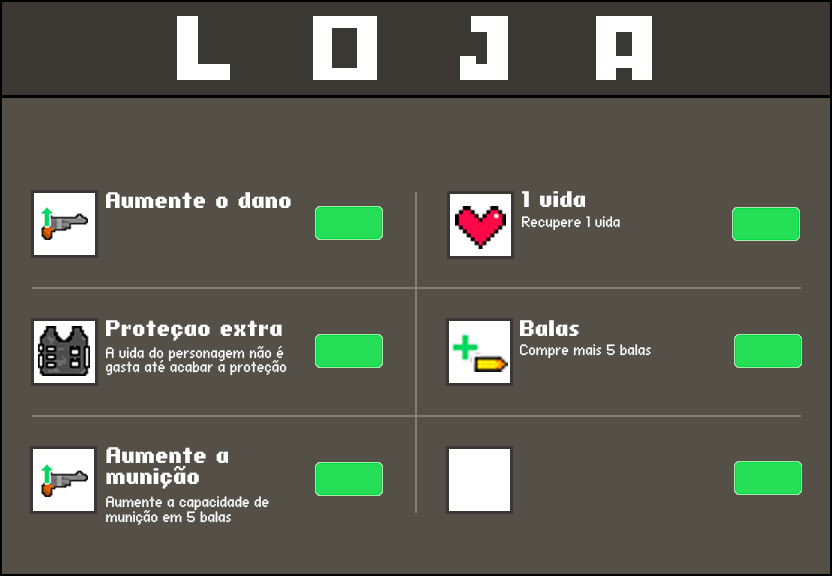 LOJA
Aumente o dano
1 vida
Recupere 1 vida
Proteçao extra
A vida do personagem não é
gasta até acabar a proteção
Balas
Compre mais 5 balas
Aumente a
munição
Aumente a capacidade de
munição em 5 balas